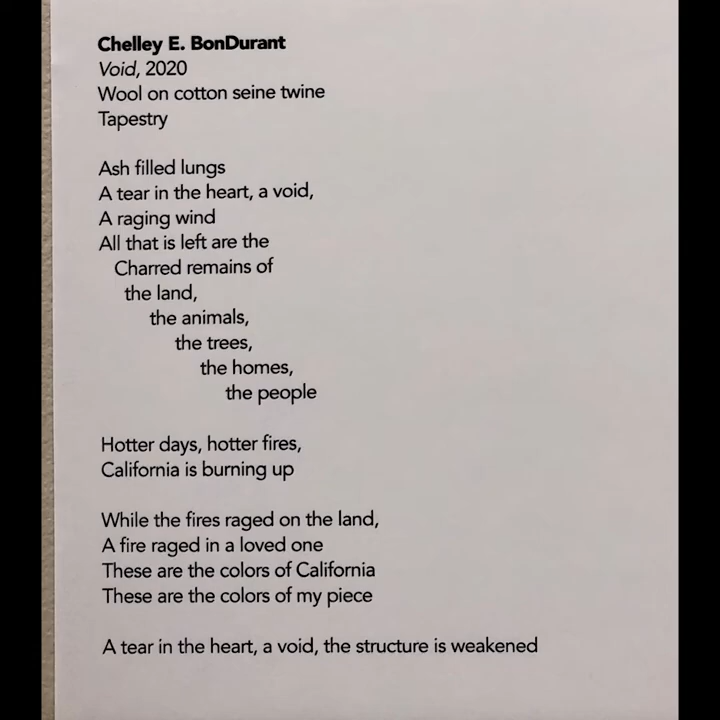 Chelley E. BonDurant
Void, 2020
Wool on cotton seine twine
Tapestry
Ash filled lungs
A tear in the heart, a void,
A raging wind
All that is left are the
Charred remains of
the land,
the animals,
the trees,
the homes,
the people
Hotter days, hotter fires,
California is burning up
While the fires raged on the land,
A fire raged in a loved one
These are the colors of California
These are the colors of my piece
A tear in the heart, a void, the structure is weakened